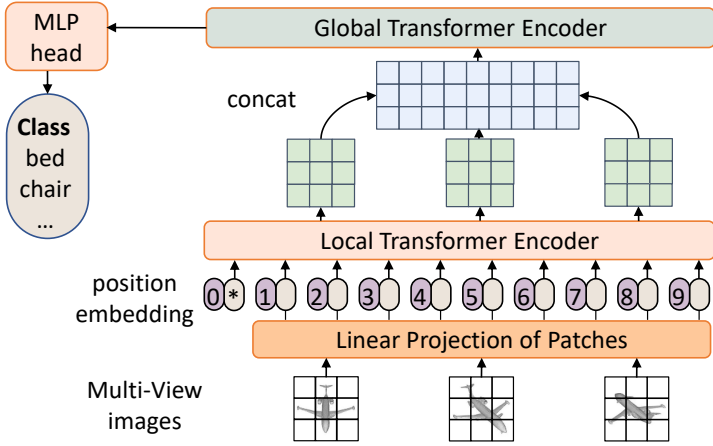 MLP
head
Global Transformer Encoder
concat
Class
bed
chair
...
Local Transformer Encoder
position
embedding
0 * 1 2 3 4 5 6 7 8 9
Linear Projection of Patches
Multi-View
images